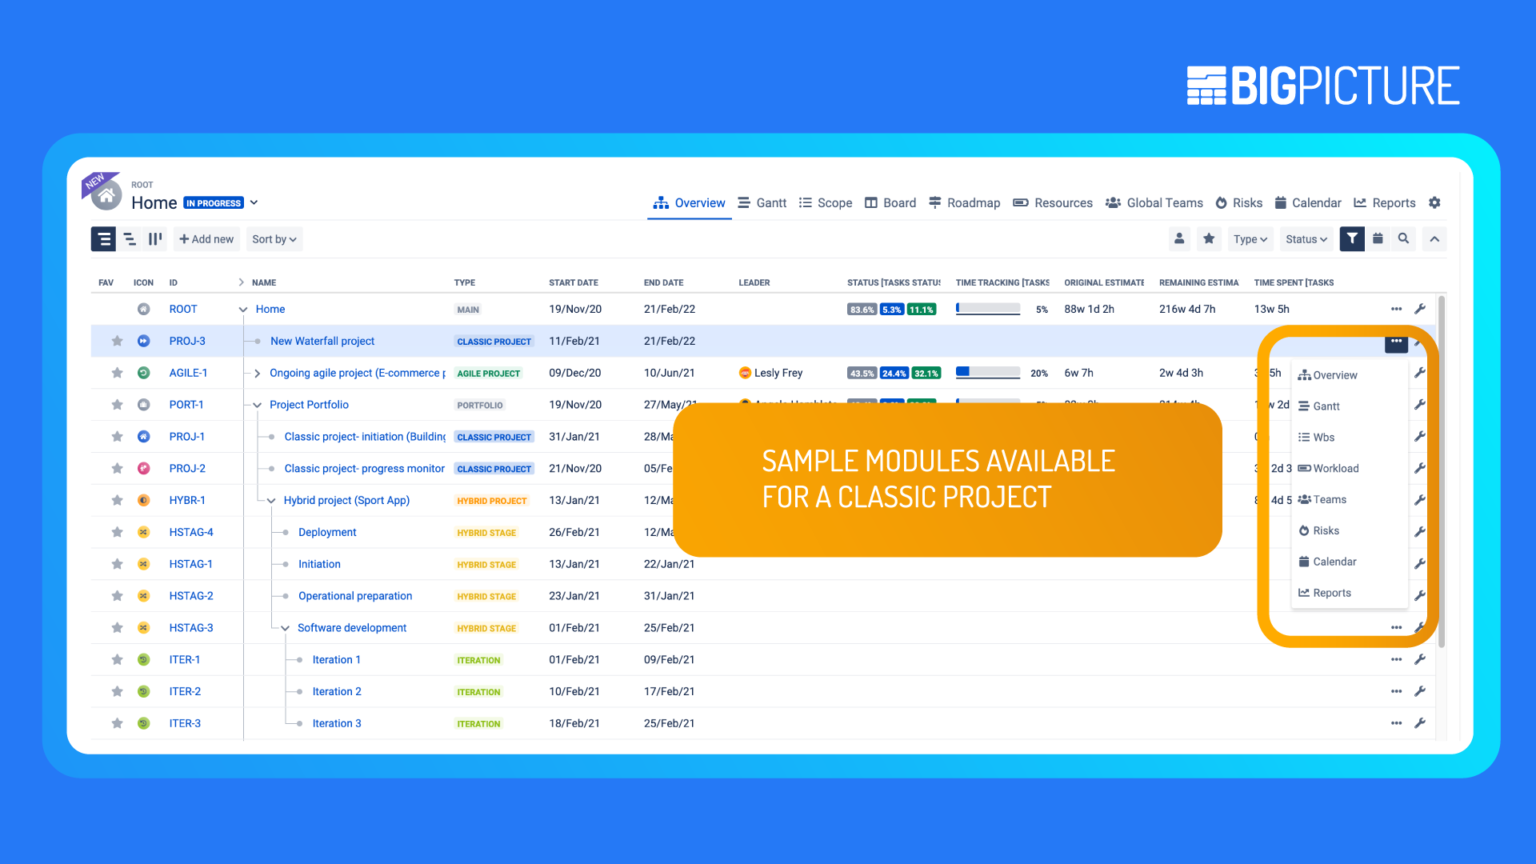 BIGPICTURE
NEW
ROOT
Home IN PROGRESS
Overview Gantt Scope Board Roadmap Resources Global Teams Risks Calendar Reports
+ Add new Sort by Type Status
FAV ICON ID NAME TYPE START DATE END DATE LEADER STATUS [TASKS STATUS TIME TRACKING [TASKS ORIGINAL ESTIMATE REMAINING ESTIMA TIME SPENT [TASKS
ROOT Home MAIN 19/Nov/20 21/Feb/22 83.6% 5.3% 11.1% 5% 88w 1d 2h 216w 4d 7h 13w 5h
PROJ-3 New Waterfall project CLASSIC PROJECT 11/Feb/21 21/Feb/22
AGILE-1 Ongoing agile project (E-commerce p AGILE PROJECT 09/Dec/20 10/Jun/21 Lesly Frey 43.5% 24.4% 32.1% 20% 6w 7h 2w 4d 3h 5h
PORT-1 Project Portfolio PORTFOLIO 19/Nov/20 27/May/21 w 2d
PROJ-1 Classic project- initiation (Building CLASSIC PROJECT 31/Jan/21 28/Ma
PROJ-2 Classic project- progress monitor CLASSIC PROJECT 21/Nov/20 05/Fe 2d 3
HYBR-1 Hybrid project (Sport App) HYBRID PROJECT 13/Jan/21 12/Ma 4d 5
HSTAG-4 Deployment HYBRID STAGE 26/Feb/21 12/Ma
HSTAG-1 Initiation HYBRID STAGE 13/Jan/21 22/Jan/21
HSTAG-2 Operational preparation HYBRID STAGE 23/Jan/21 31/Jan/21
HSTAG-3 Software development HYBRID STAGE 01/Feb/21 25/Feb/21
ITER-1 Iteration 1 ITERATION 01/Feb/21 09/Feb/21
ITER-2 Iteration 2 ITERATION 10/Feb/21 17/Feb/21
ITER-3 Iteration 3 ITERATION 18/Feb/21 25/Feb/21
SAMPLE MODULES AVAILABLE
FOR A CLASSIC PROJECT
Overview
Gantt
Wbs
Workload
Teams
Risks
Calendar
Reports